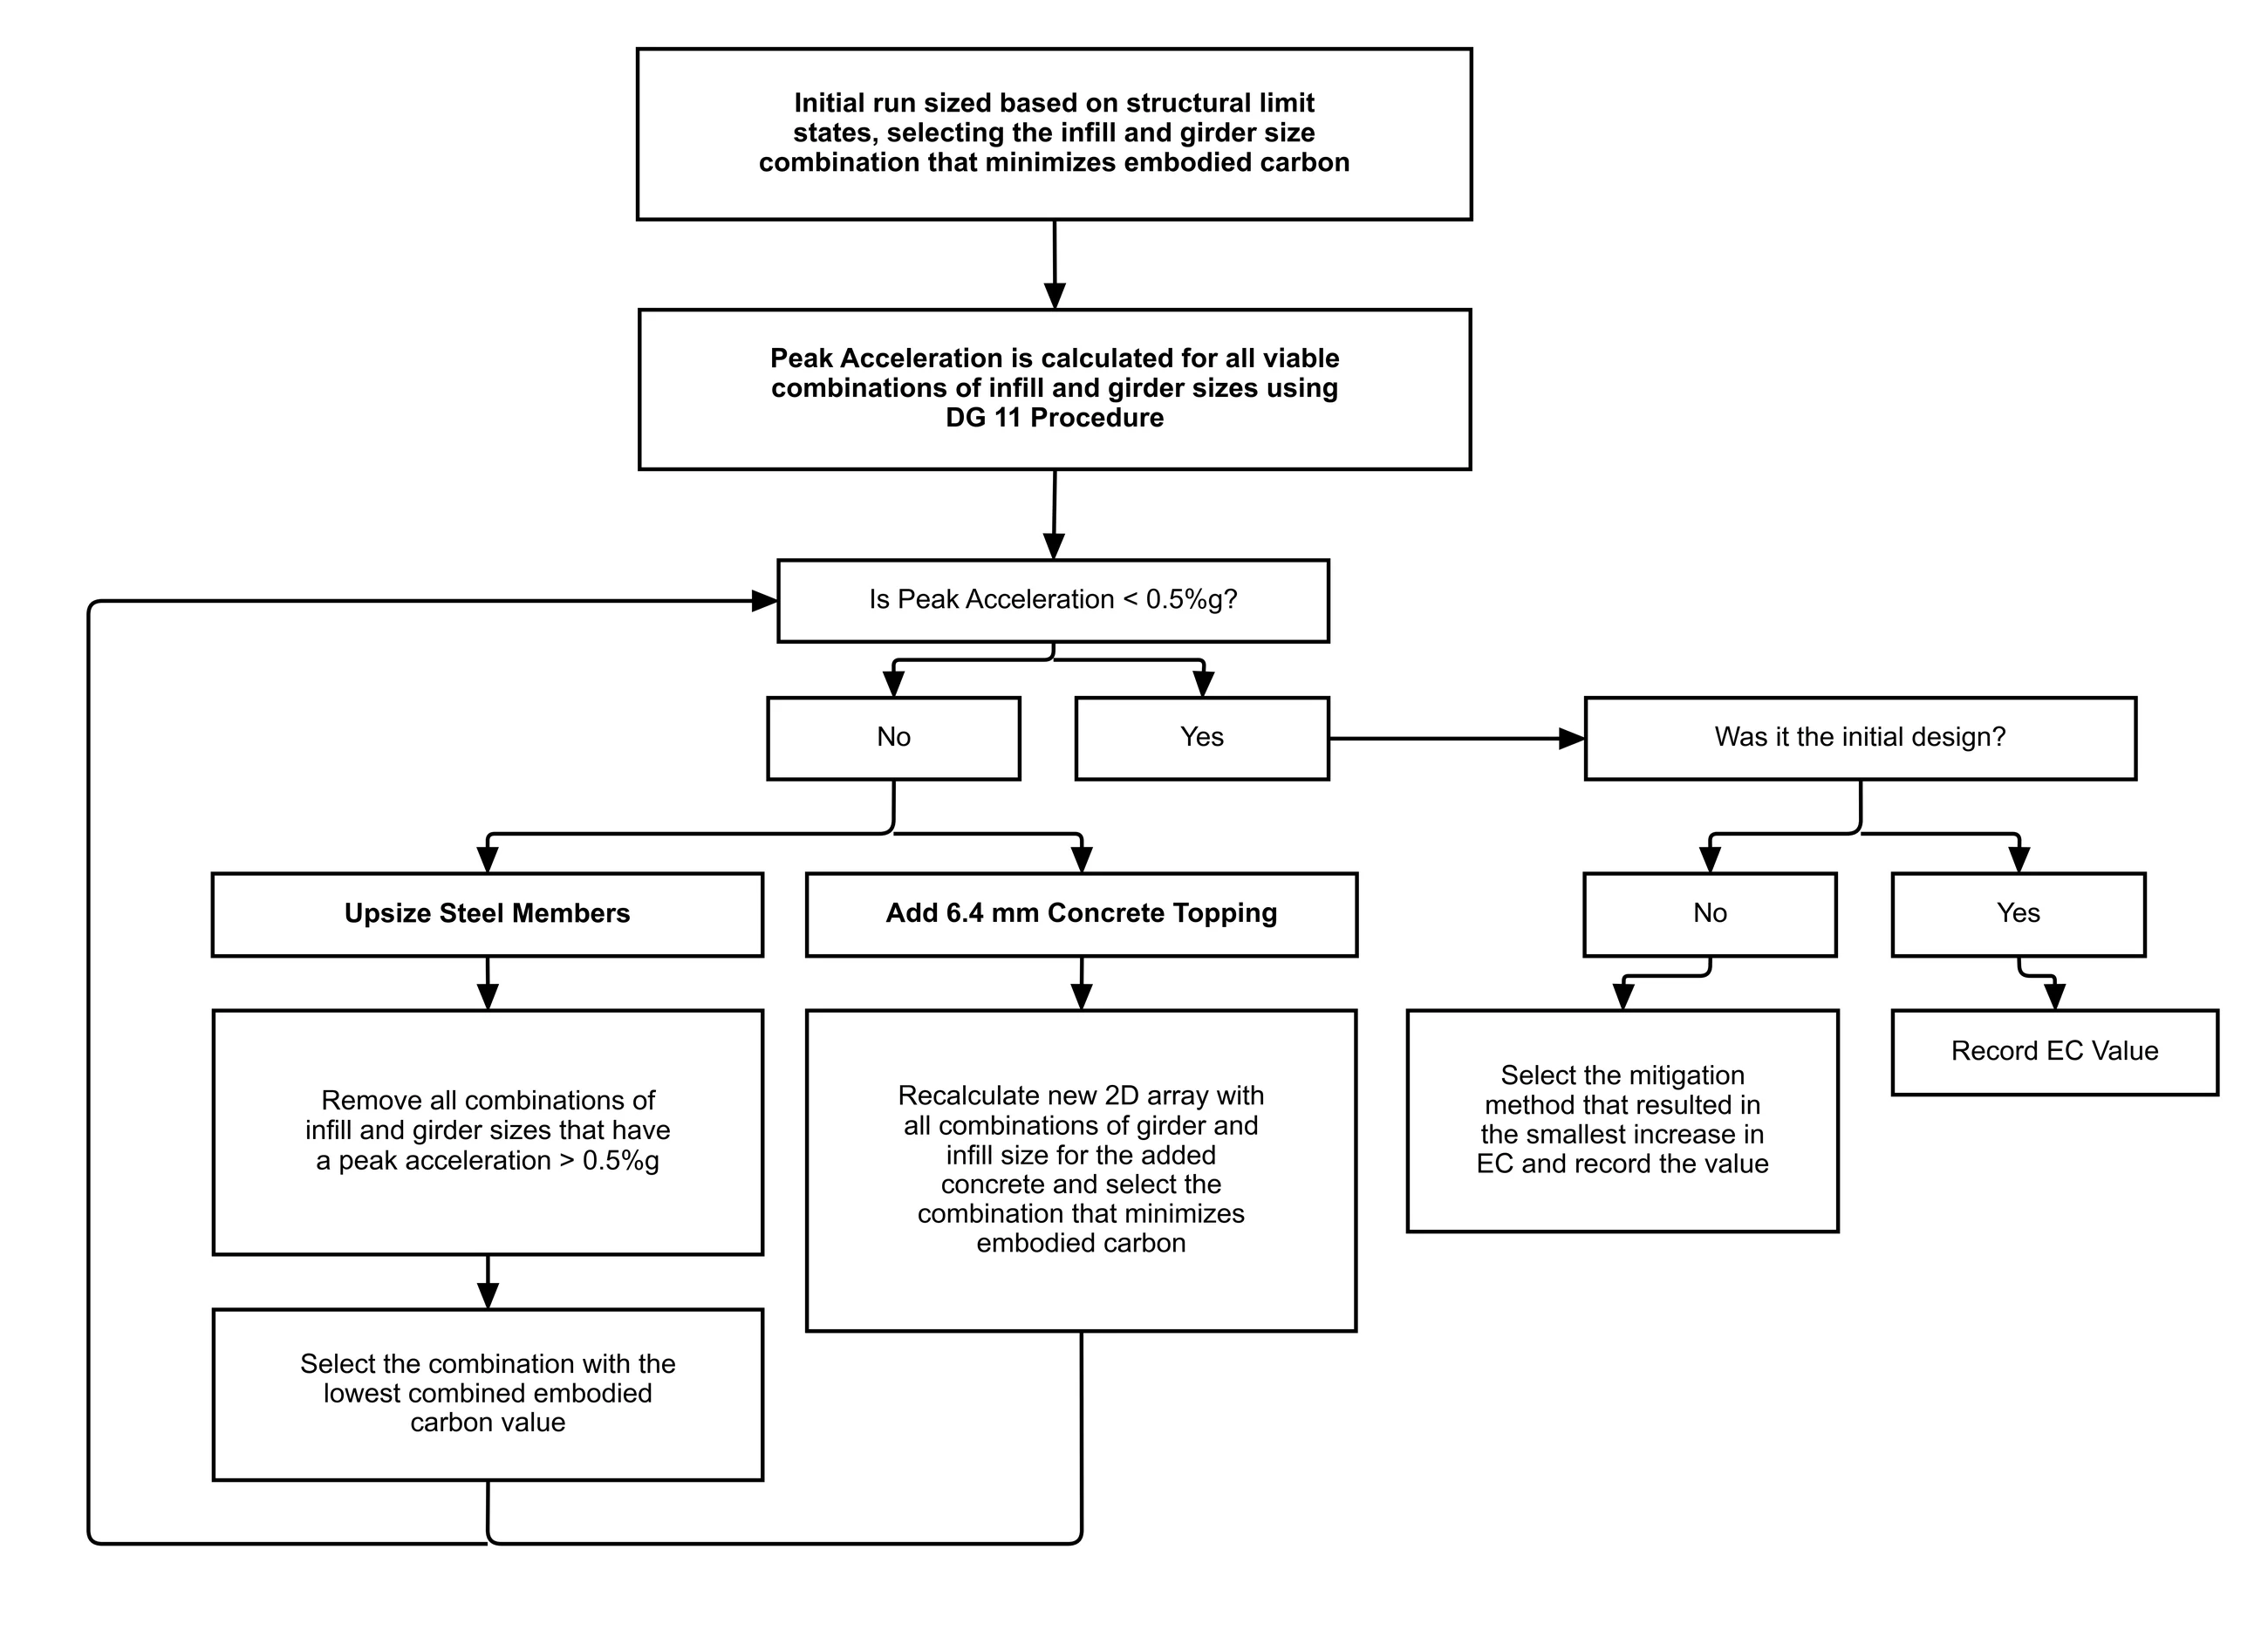 Initial run sized based on structural limit
states, selecting the infill and girder size
combination that minimizes embodied carbon
Peak Acceleration is calculated for all viable
combinations of infill and girder sizes using
DG 11 Procedure
Is Peak Acceleration < 0.5%g?
No
Yes
Was it the initial design?
Upsize Steel Members
Add 6.4 mm Concrete Topping
No
Yes
Remove all combinations of
infill and girder sizes that have
a peak acceleration > 0.5%g
Recalculate new 2D array with
all combinations of girder and
infill size for the added
concrete and select the
combination that minimizes
embodied carbon
Select the mitigation
method that resulted in
the smallest increase in
EC and record the value
Record EC Value
Select the combination with the
lowest combined embodied
carbon value